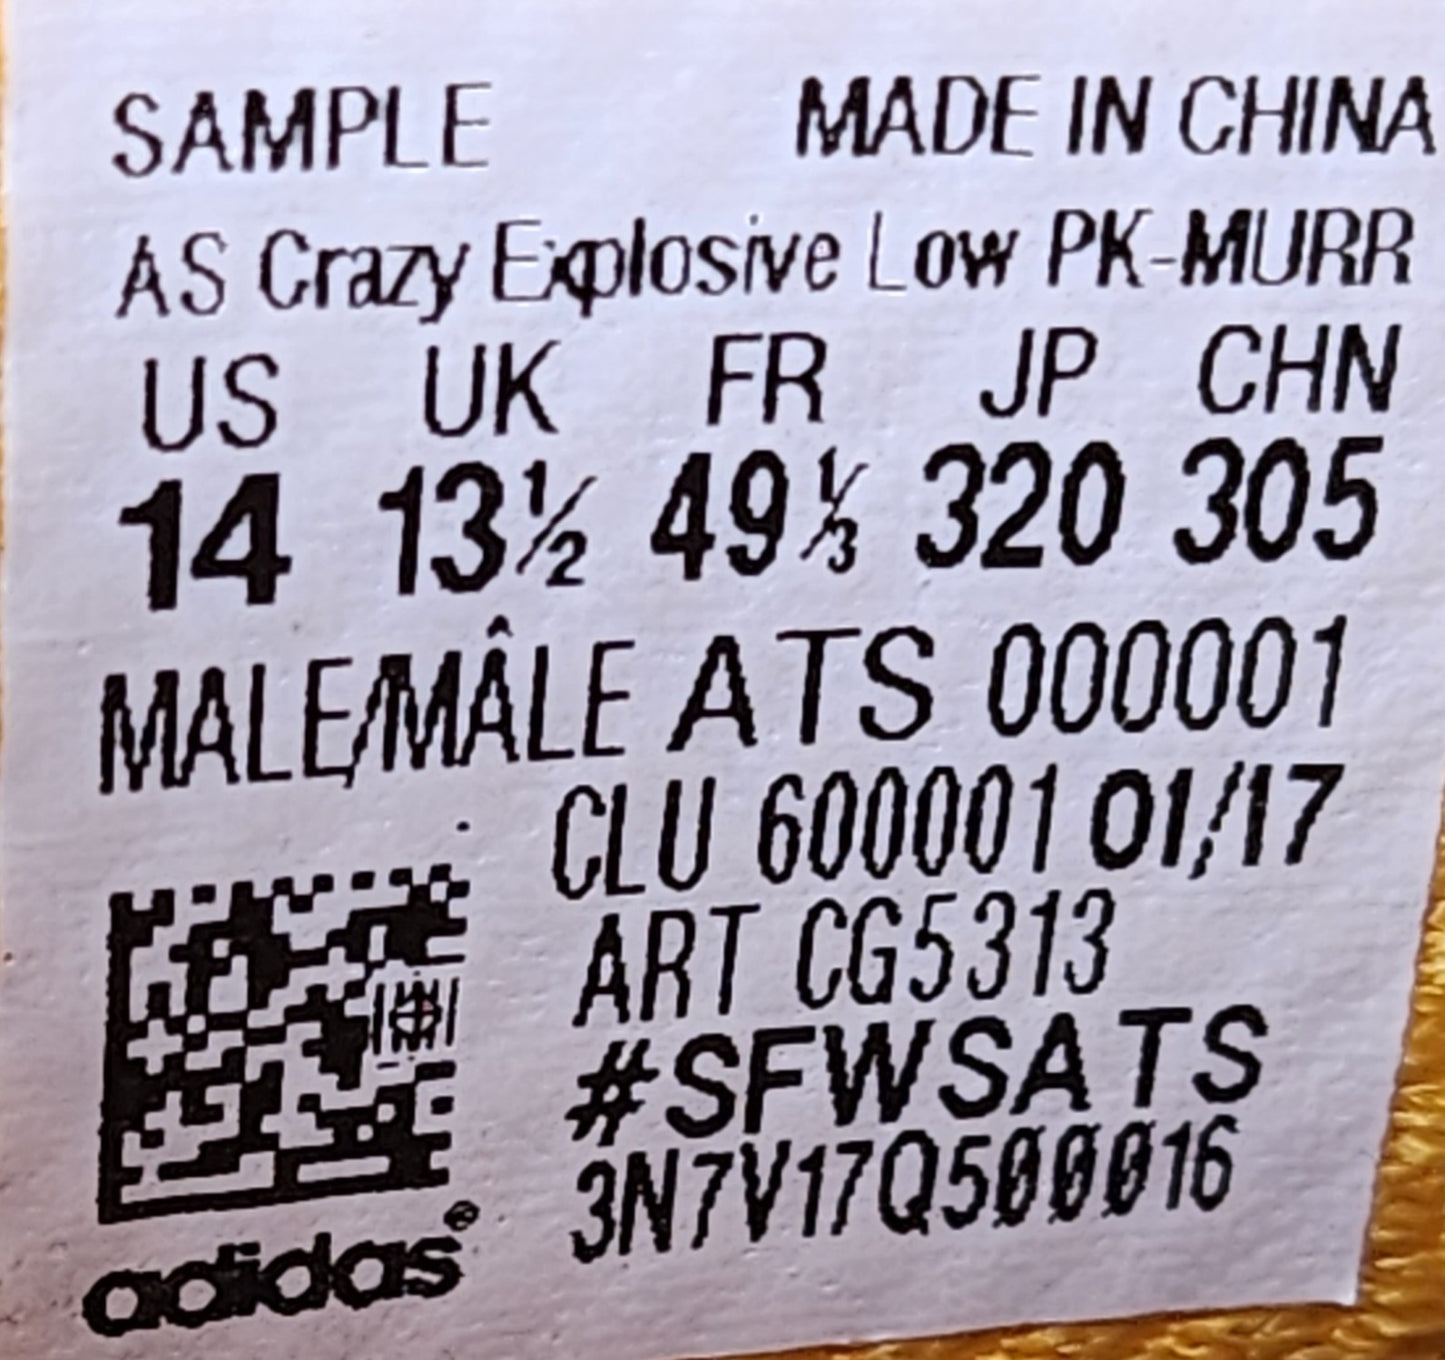 SAMPLE MADE IN CHINA
AS Crazy Explosive Low PK-MURR
US UK FR JP CHN
14 13½ 49⅓ 320 305
MALE/MÂLE ATS 000001
CLU 600001 01/17
ART CG5313
#SFWSATS
3N7V17Q500016
adidas®